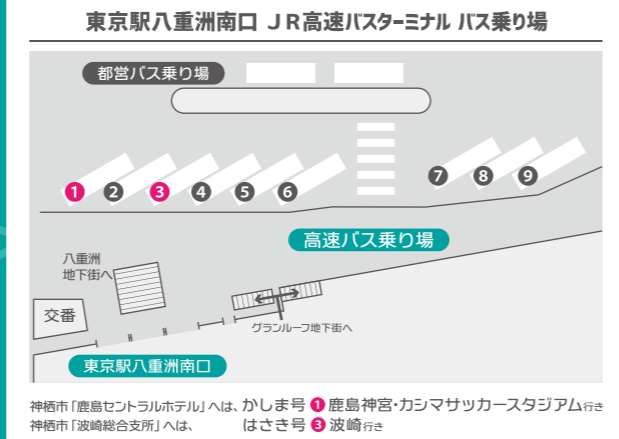 東京駅八重洲南口 JR高速バスターミナル バス乗り場
都営バス乗り場
1 2 3 4 5 6 7 8 9
高速バス乗り場
八重洲
地下街へ
交番
グランルーフ地下街へ
東京駅八重洲南口
神栖市「鹿島セントラルホテル」へは、かしま号 1 鹿島神宮・カシマサッカースタジアム行き
神栖市「波崎総合支所」へは、 はさき号 3 波崎行き